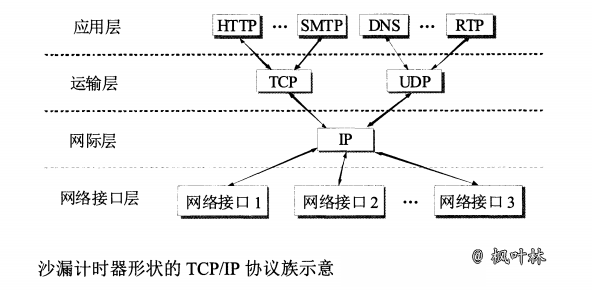 应用层 HTTP … SMTP DNS … RTP
运输层 TCP UDP
网际层 IP
网络接口层 网络接口 1 网络接口 2 … 网络接口 3
沙漏计时器形状的 TCP/IP 协议族示意
@ 枫叶林